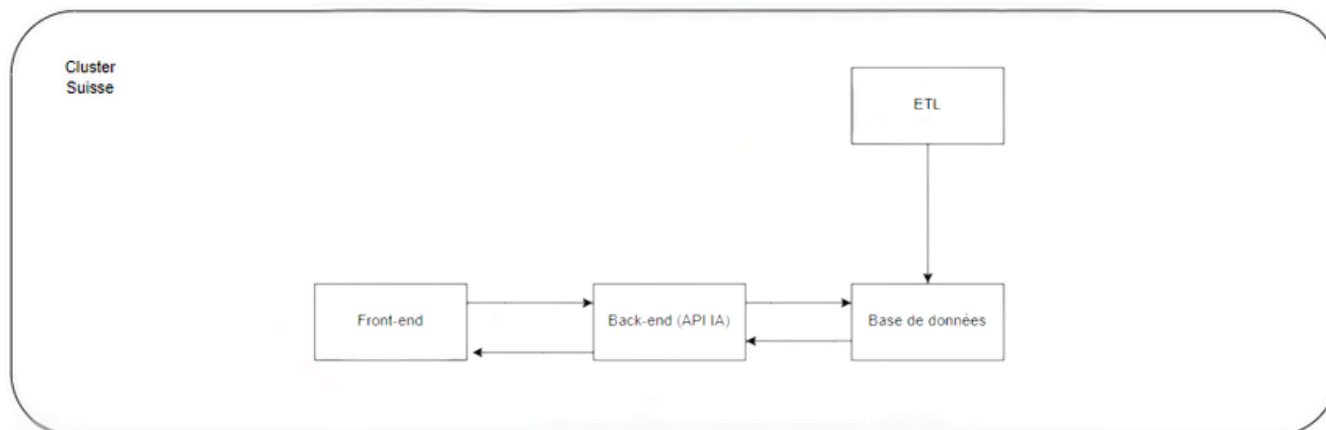 Cluster
Suisse
ETL
Front-end
Back-end (API IA)
Base de données